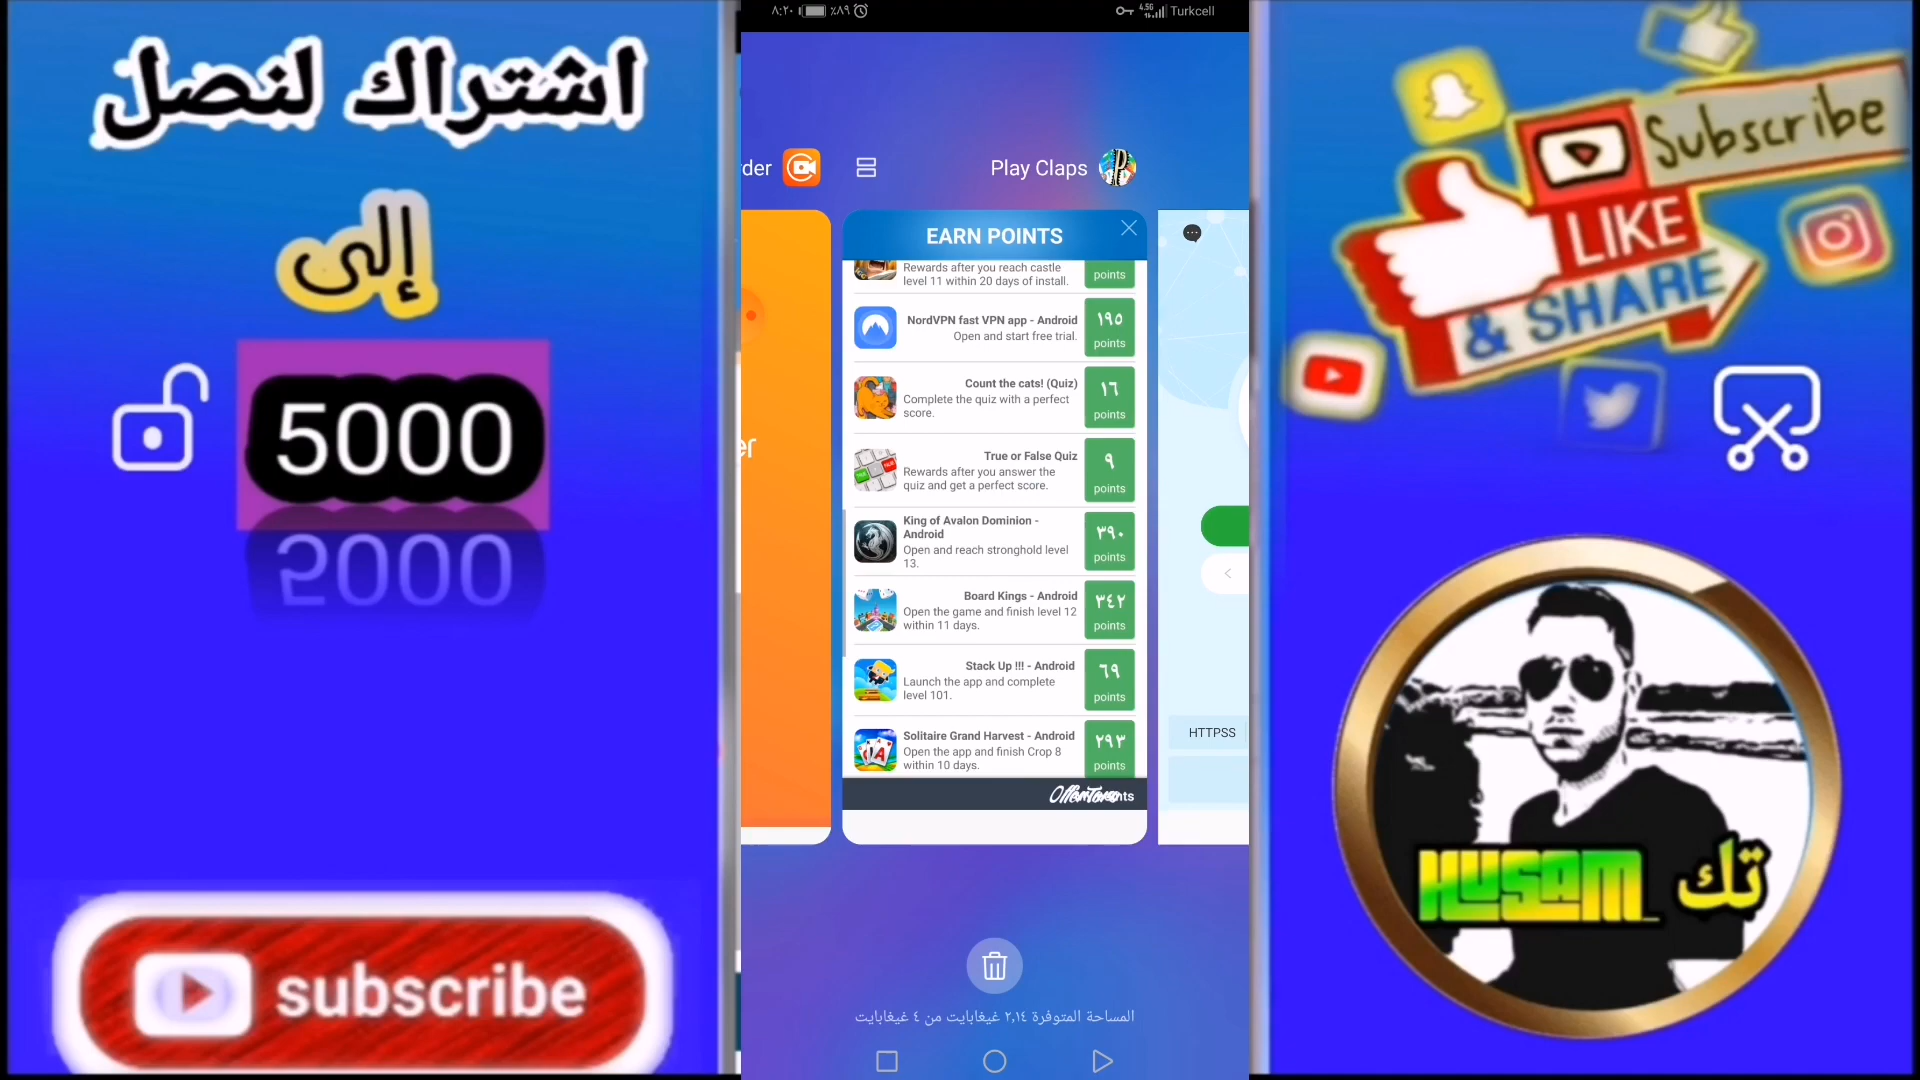 اشتراك لنصل
إلى
5000
5000
subscribe
٨:٢٠ ٪٨٩
4.5G Turkcell
der
Play Claps
EARN POINTS
Rewards after you reach castle
level 11 within 20 days of install.
points
NordVPN fast VPN app - Android
Open and start free trial.
١٩٥
points
Count the cats! (Quiz)
Complete the quiz with a perfect
score.
١٦
points
True or False Quiz
Rewards after you answer the
quiz and get a perfect score.
٩
points
King of Avalon Dominion -
Android
Open and reach stronghold level
13.
٣٩٠
points
Board Kings - Android
Open the game and finish level 12
within 11 days.
٣٤٢
points
Stack Up !!! - Android
Launch the app and complete
level 101.
٦٩
points
Solitaire Grand Harvest - Android
Open the app and finish Crop 8
within 10 days.
٢٩٣
points
HTTPSS
المساحة المتوفرة ٢,١٤ غيغابايت من ٤ غيغابايت
Subscribe
LIKE
& SHARE
HUSAM_ تك